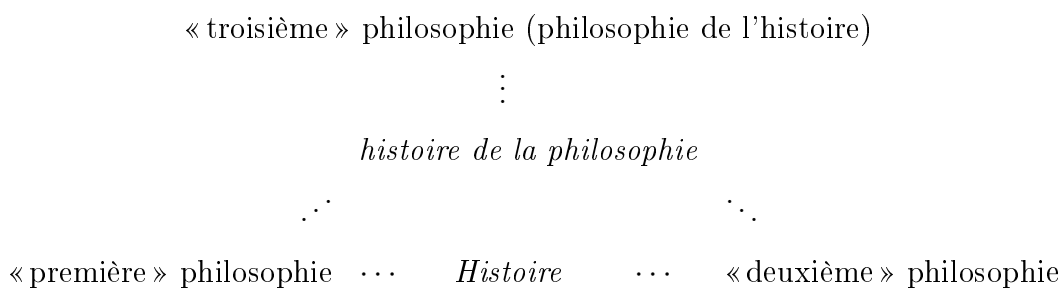 « troisième » philosophie (philosophie de l'histoire)
⋮
histoire de la philosophie
⋰ ⋱
« première » philosophie ⋯ Histoire ⋯ « deuxième » philosophie